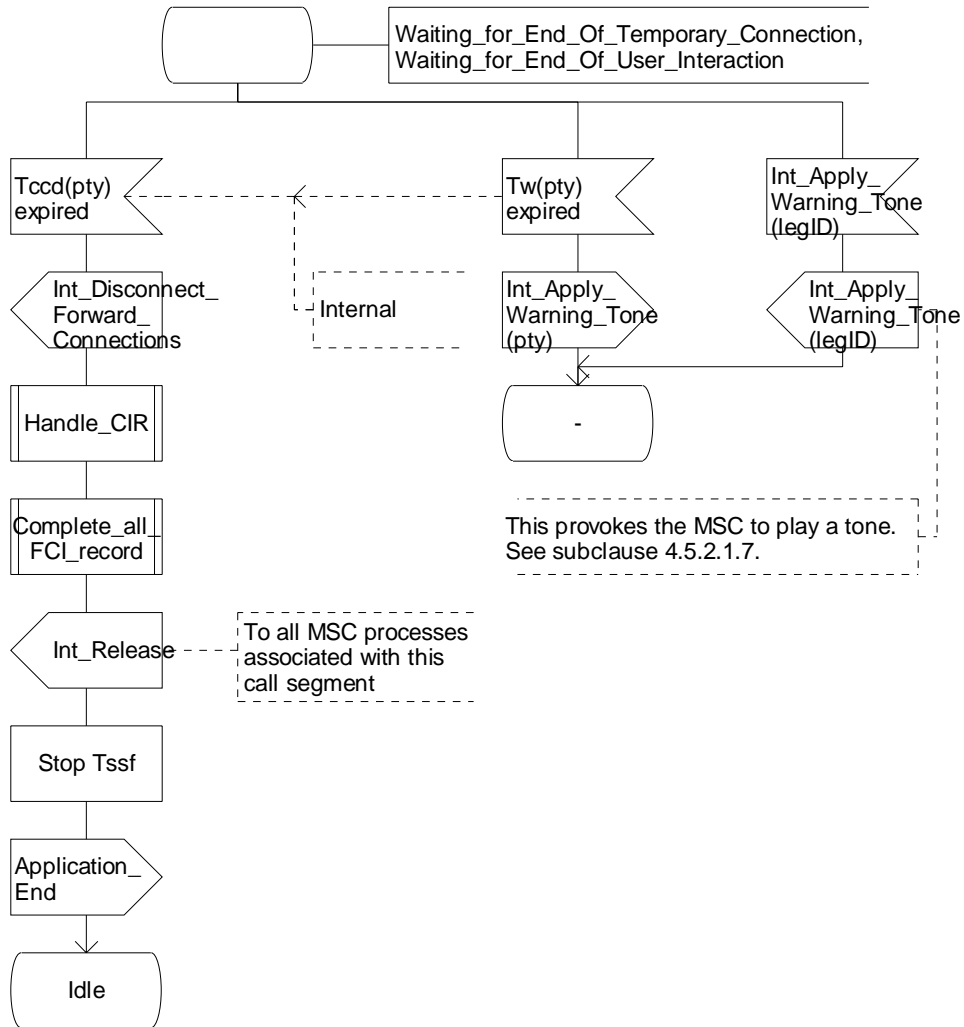 Waiting_for_End_Of_Temporary_Connection,
Waiting_for_End_Of_User_Interaction
Tccd(pty)
expired
Tw(pty)
expired
Int_Apply_
Warning_Tone
(legID)
Int_Disconnect_
Forward_
Connections
Internal
Int_Apply_
Warning_Tone
(pty)
Int_Apply_
Warning_Tone
(legID)
Handle_CIR
-
Complete_all_
FCI_record
This provokes the MSC to play a tone.
See subclause 4.5.2.1.7.
Int_Release
To all MSC processes
associated with this
call segment
Stop Tssf
Application_
End
Idle